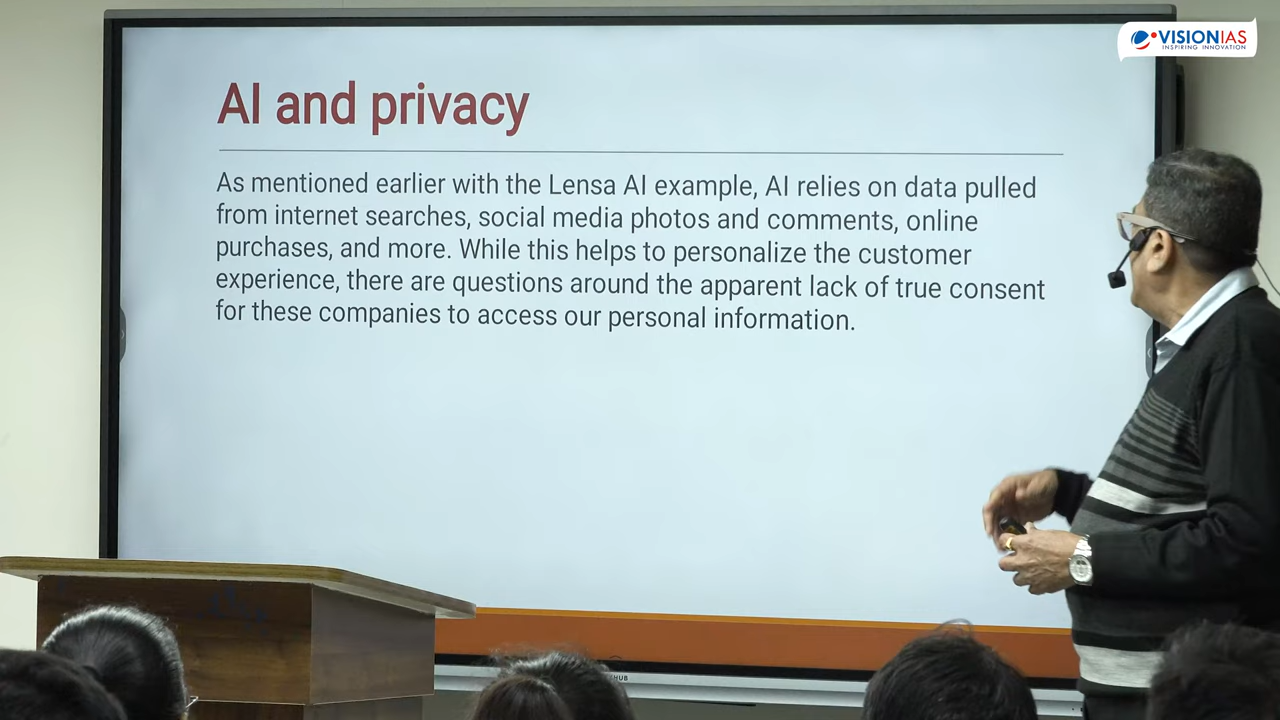 VISIONIAS
INSPIRING INNOVATION
AI and privacy
As mentioned earlier with the Lensa AI example, AI relies on data pulled
from internet searches, social media photos and comments, online
purchases, and more. While this helps to personalize the customer
experience, there are questions around the apparent lack of true consent
for these companies to access our personal information.